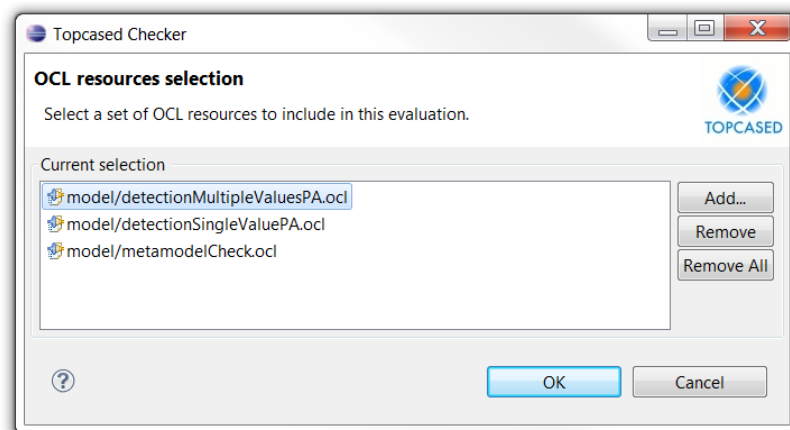 Topcased Checker
OCL resources selection
Select a set of OCL resources to include in this evaluation.
TOPCASED
Current selection
model/detectionMultipleValuesPA.ocl
model/detectionSingleValuePA.ocl
model/metamodelCheck.ocl
Add...
Remove
Remove All
?
OK
Cancel